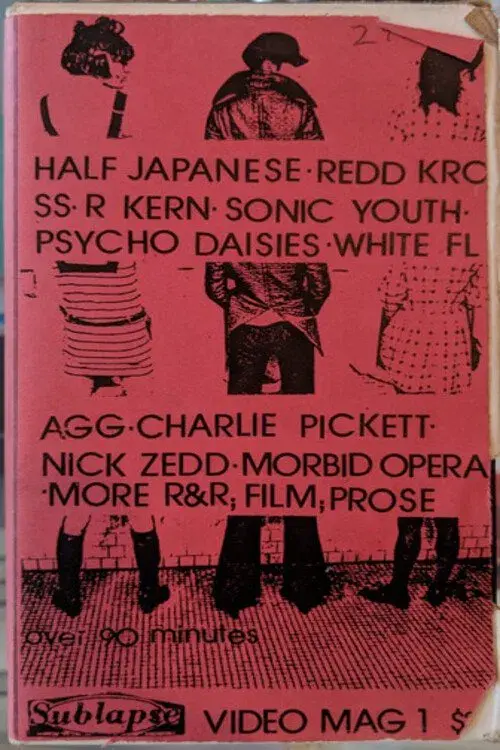 HALF JAPANESE·REDD KRO
SS·R KERN·SONIC YOUTH·
PSYCHO DAISIES·WHITE FL
AGG·CHARLIE PICKETT·
NICK ZEDD·MORBID OPERA
·MORE R&R; FILM; PROSE
over 90 minutes
Sublapse VIDEO MAG 1 $